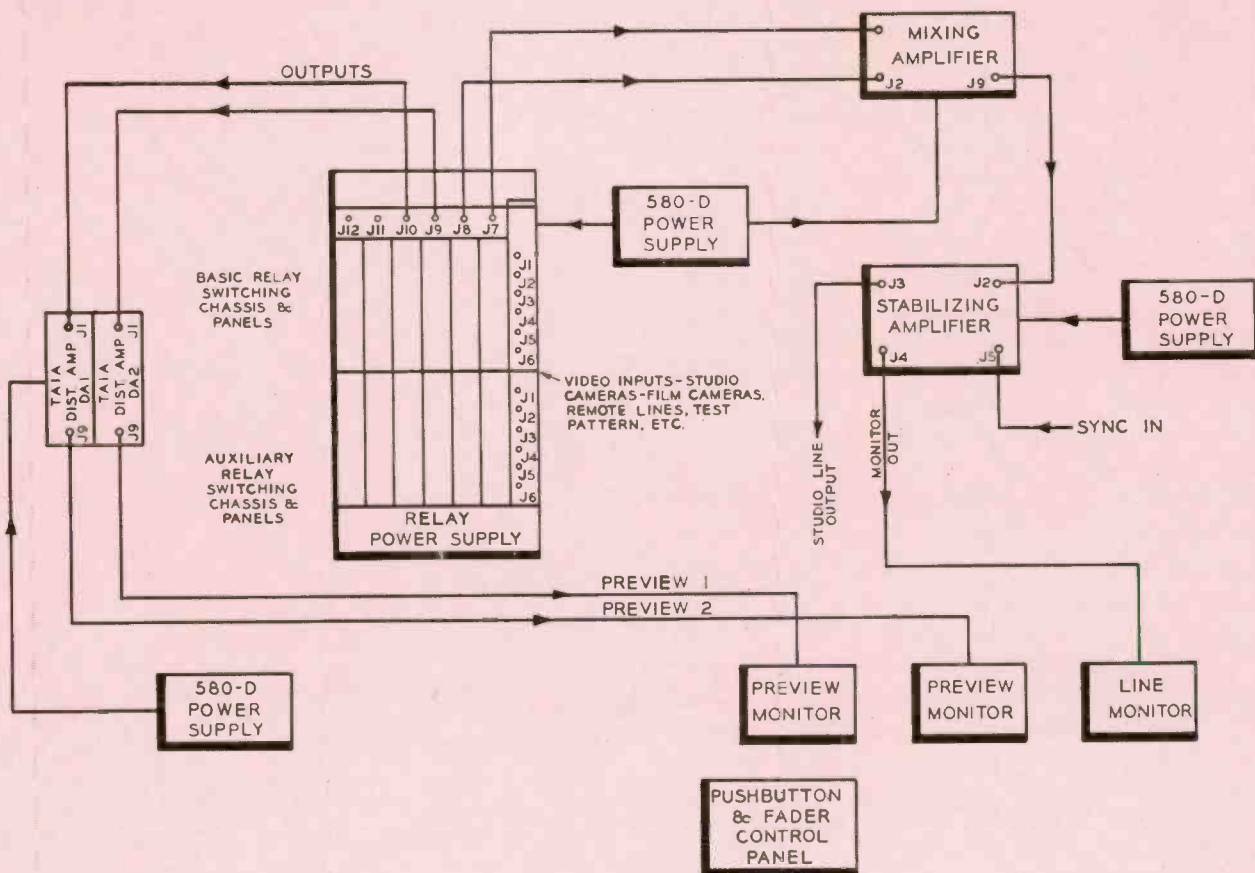 MIXING
AMPLIFIER
J2
J9
OUTPUTS
J12 J11 J10 J9 J8 J7
580-D
POWER
SUPPLY
BASIC RELAY
SWITCHING
CHASSIS &
PANELS
J1
J2
J3
J4
J5
J6
J3 J2
STABILIZING
AMPLIFIER
J4 J5
580-D
POWER
SUPPLY
TA1A
DIST. AMP
DA1
J1
J9
TA1A
DIST AMP
DA2
J1
J9
VIDEO INPUTS-STUDIO
CAMERAS-FILM CAMERAS,
REMOTE LINES, TEST
PATTERN, ETC.
J1
J2
J3
J4
J5
J6
AUXILIARY
RELAY
SWITCHING
CHASSIS &
PANELS
RELAY
POWER SUPPLY
STUDIO LINE
OUTPUT
MONITOR
OUT
SYNC IN
PREVIEW 1
PREVIEW 2
580-D
POWER
SUPPLY
PREVIEW
MONITOR
PREVIEW
MONITOR
LINE
MONITOR
PUSHBUTTON
& FADER
CONTROL
PANEL